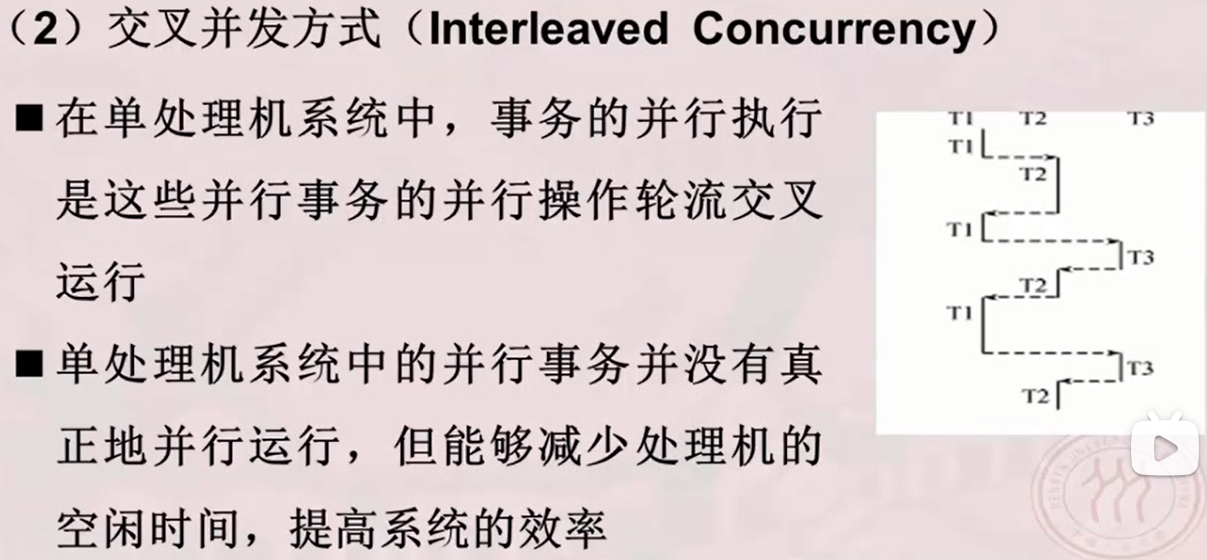 （2）交叉并发方式（Interleaved Concurrency）
■在单处理机系统中，事务的并行执行
是这些并行事务的并行操作轮流交叉
运行
■单处理机系统中的并行事务并没有真
正地并行运行，但能够减少处理机的
空闲时间，提高系统的效率
T1 T2 T3
T1
T2
T1
T3
T2
T1
T3
T2